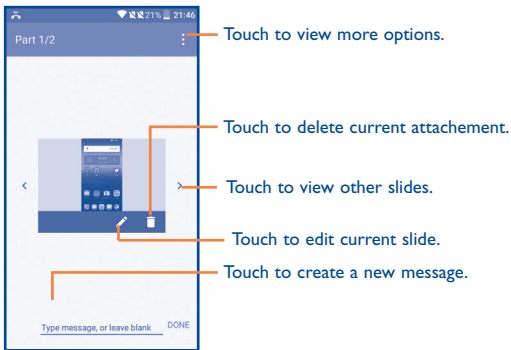 21% 21:46
Part 1/2
Touch to view more options.
Touch to delete current attachement.
Touch to view other slides.
Touch to edit current slide.
Touch to create a new message.
Type message, or leave blank DONE